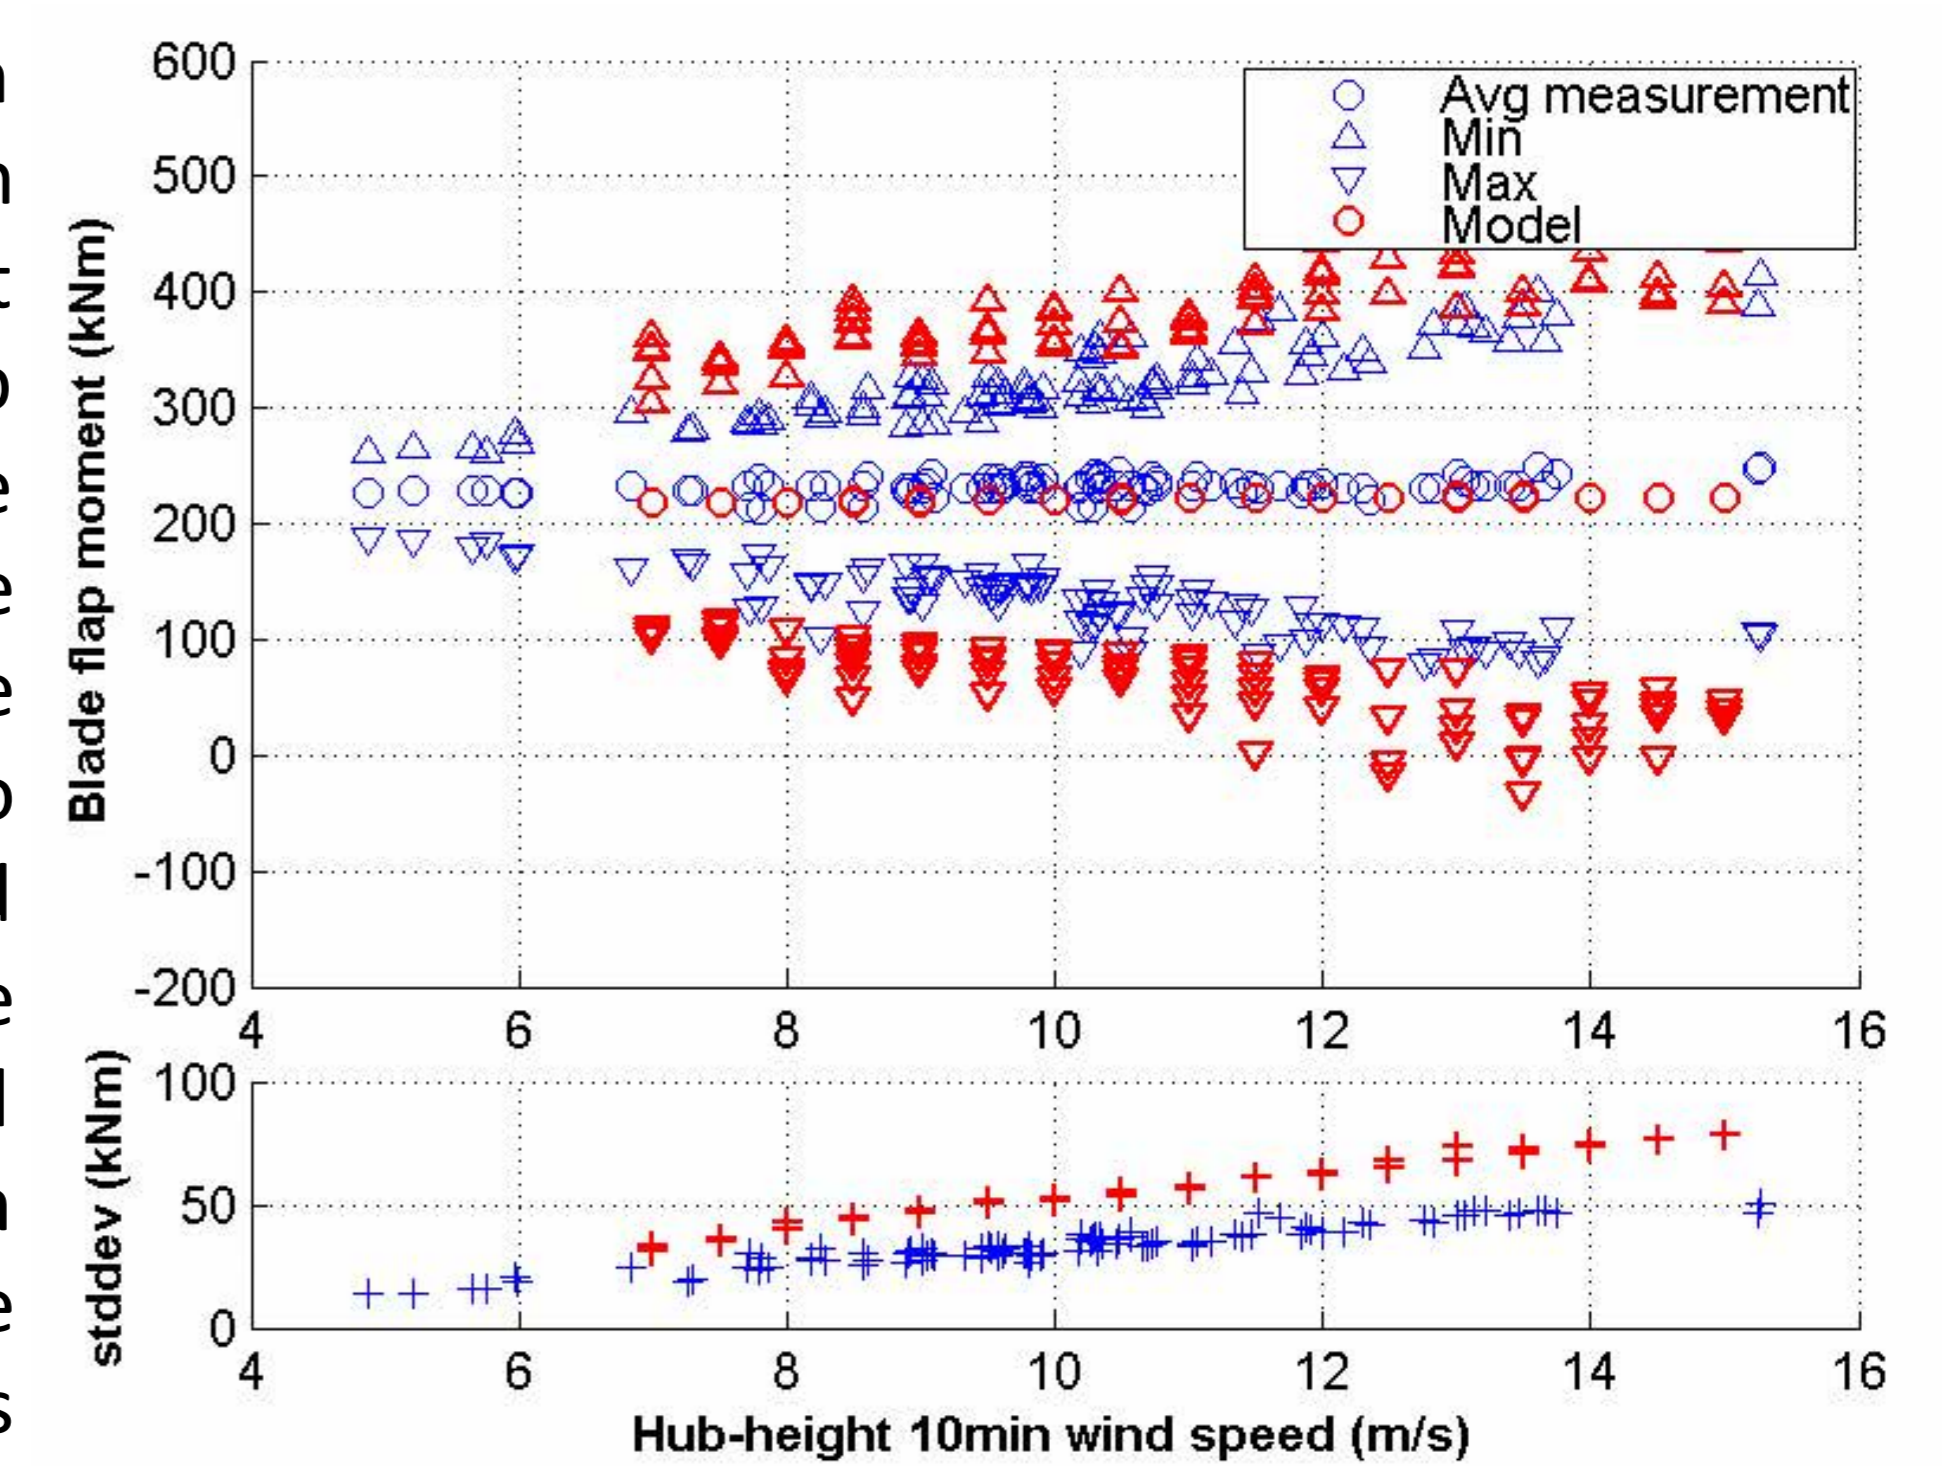 600
500
400
300
200
100
0
-100
-200
Blade flap moment (kNm)
Avg measurement
Min
Max
Model
4 6 8 10 12 14 16
100
50
0
stddev (kNm)
4 6 8 10 12 14 16
Hub-height 10min wind speed (m/s)